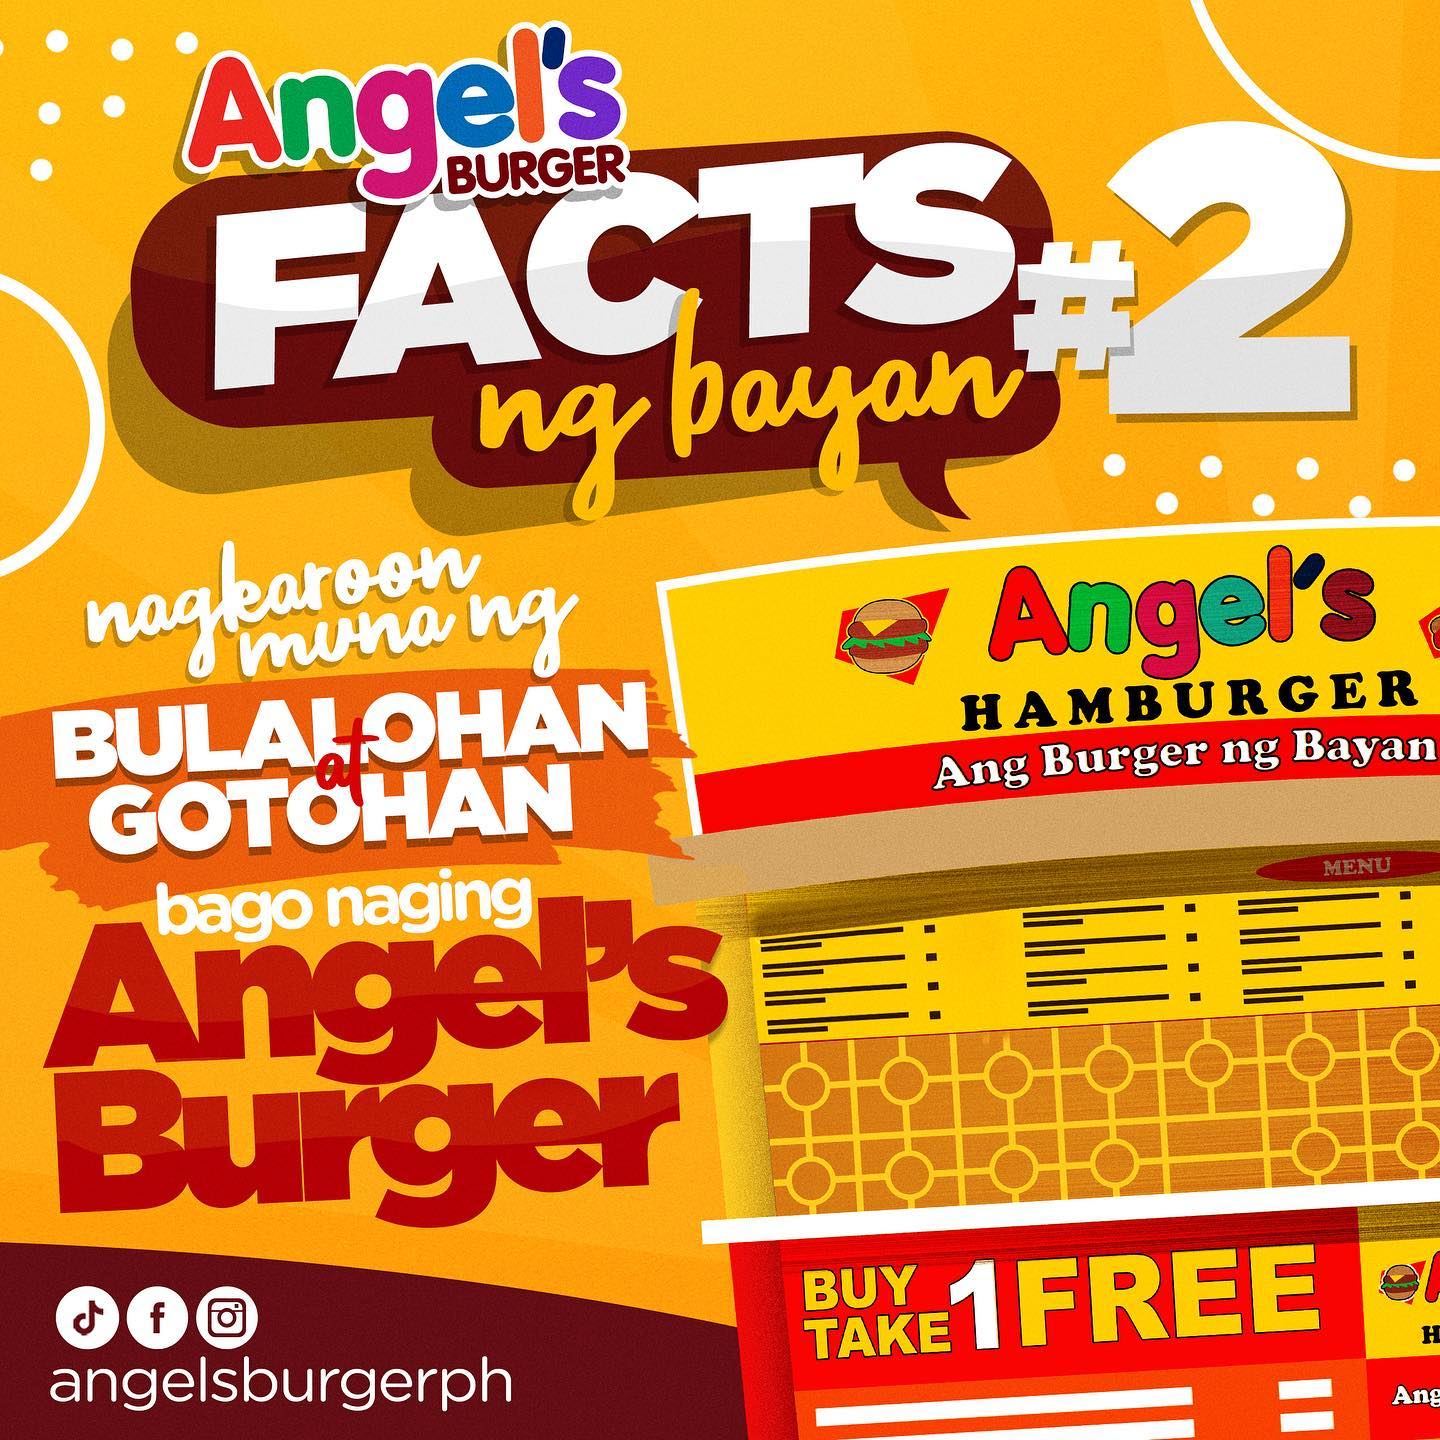 Angel's
BURGER
FACTS #2
ng bayan
nagkaroon
muna ng
BULALOHAN
at
GOTOHAN
bago naging
Angel's
Burger
Angel's
HAMBURGER
Ang Burger ng Bayan
MENU
BUY
TAKE 1 FREE
A
H
Ang
angelsburgerph